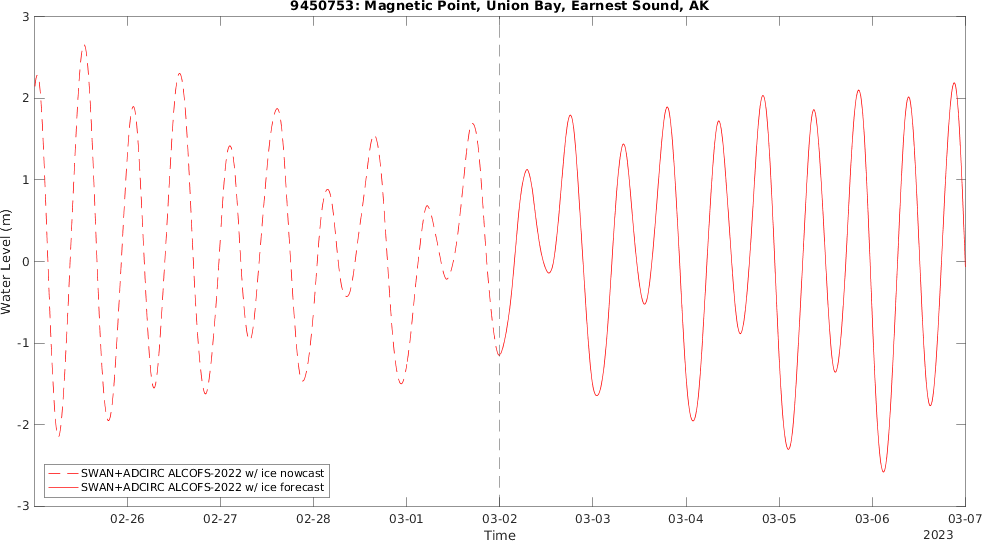 9450753: Magnetic Point, Union Bay, Earnest Sound, AK
3
2
1
0
-1
-2
-3
Water Level (m)
SWAN+ADCIRC ALCOFS-2022 w/ ice nowcast
SWAN+ADCIRC ALCOFS-2022 w/ ice forecast
02-26 02-27 02-28 03-01 03-02 03-03 03-04 03-05 03-06 03-07
Time
2023